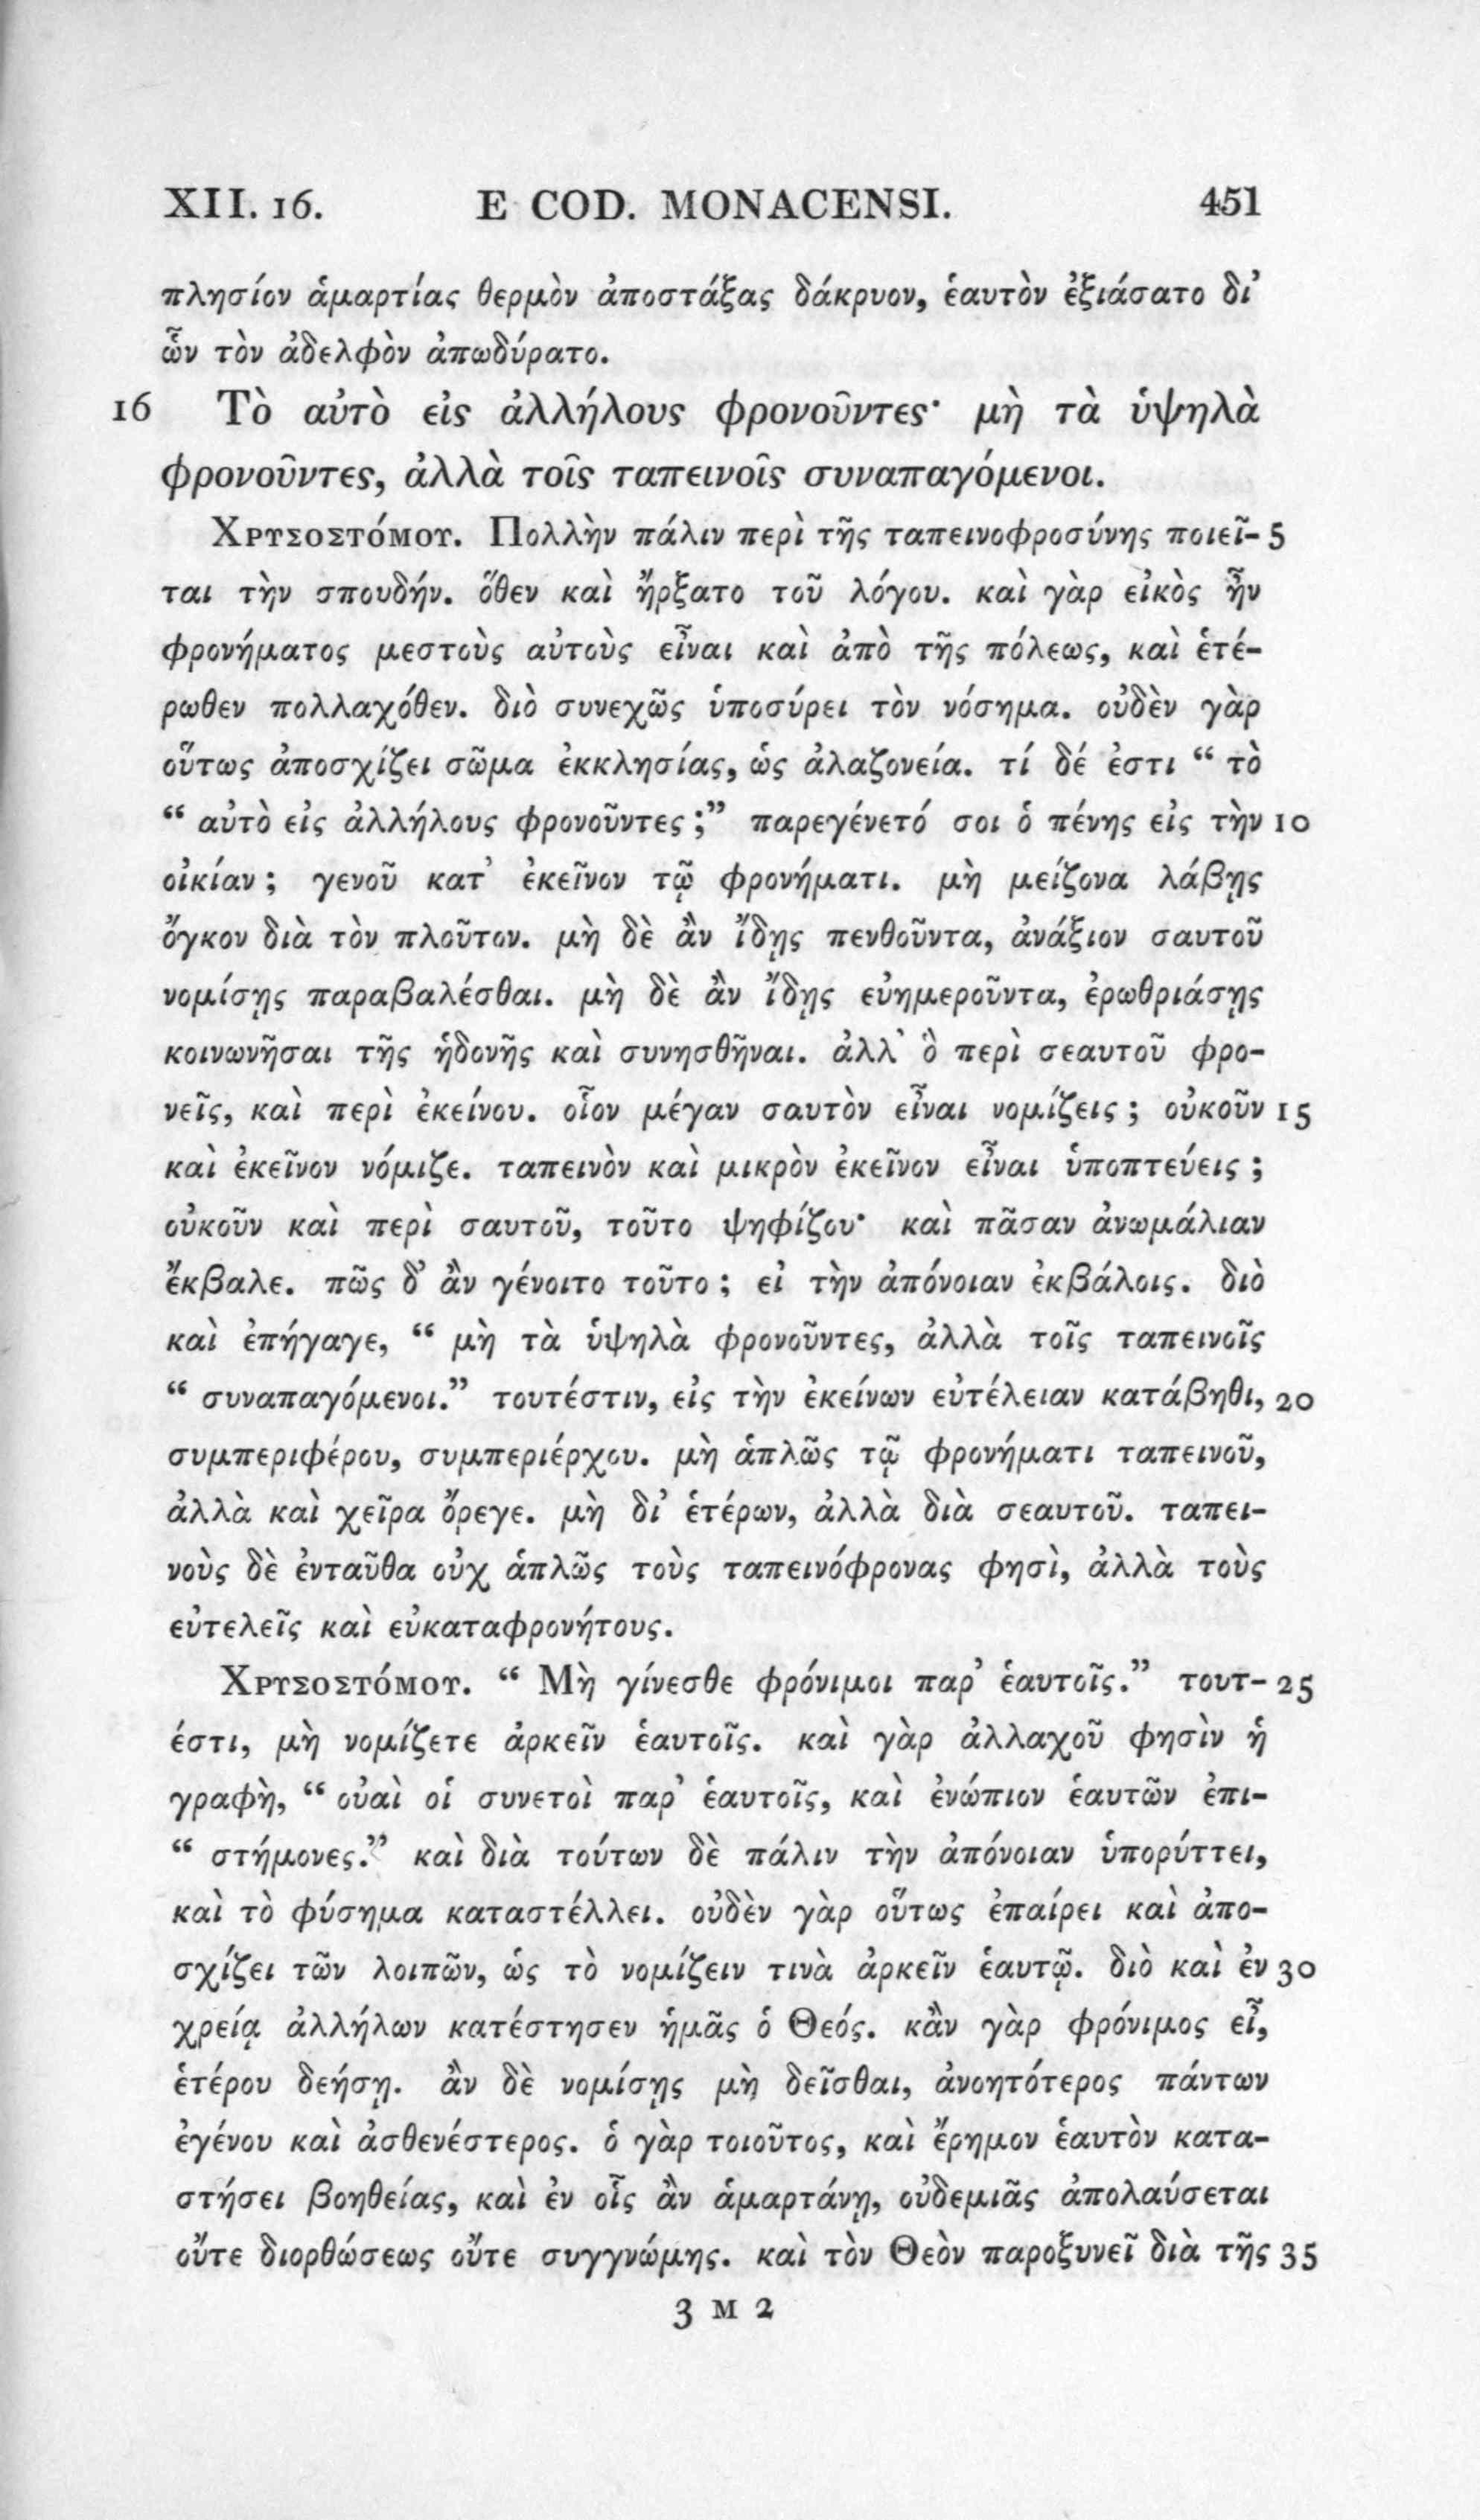 XII. 16. E COD. MONACENSI. 451
πλησίον ἁμαρτίας θερμὸν ἀποστάξας δάκρυον, ἑαυτὸν ἐξιάσατο δι’
ὧν τὸν ἀδελφὸν ἀπωδύρατο.
16 Τὸ αὐτὸ εἰς ἀλλήλους φρονοῦντες· μὴ τὰ ὑψηλὰ
φρονοῦντες, ἀλλὰ τοῖς ταπεινοῖς συναπαγόμενοι.
Χρυσοστόμου. Πολλὴν πάλιν περὶ τῆς ταπεινοφροσύνης ποιεῖ- 5
ται τὴν σπουδήν. ὅθεν καὶ ἤρξατο τοῦ λόγου. καὶ γὰρ εἰκὸς ἦν
φρονήματος μεστοὺς αὐτοὺς εἶναι καὶ ἀπὸ τῆς πόλεως, καὶ ἑτέ-
ρωθεν πολλαχόθεν. διὸ συνεχῶς ὑποσύρει τὸν νόσημα. οὐδὲν γὰρ
οὕτως ἀποσχίζει σῶμα ἐκκλησίας, ὡς ἀλαζονεία. τί δέ ἐστι “ τὸ
“ αὐτὸ εἰς ἀλλήλους φρονοῦντες ;” παρεγένετό σοι ὁ πένης εἰς τὴν 10
οἰκίαν ; γενοῦ κατ’ ἐκεῖνον τῷ φρονήματι. μὴ μείζονα λάβῃς
ὄγκον διὰ τὸν πλοῦτον. μὴ δὲ ἂν ἴδῃς πενθοῦντα, ἀνάξιον σαυτοῦ
νομίσῃς παραβαλέσθαι. μὴ δὲ ἂν ἴδῃς εὐημεροῦντα, ἐρωθριάσῃς
κοινωνῆσαι τῆς ἡδονῆς καὶ συνησθῆναι. ἀλλ’ ὃ περὶ σεαυτοῦ φρο-
νεῖς, καὶ περὶ ἐκείνου. οἷον μέγαν σαυτὸν εἶναι νομίζεις ; οὐκοῦν 15
καὶ ἐκεῖνον νόμιζε. ταπεινὸν καὶ μικρὸν ἐκεῖνον εἶναι ὑποπτεύεις ;
οὐκοῦν καὶ περὶ σαυτοῦ, τοῦτο ψηφίζου· καὶ πᾶσαν ἀνωμάλιαν
ἔκβαλε. πῶς δ’ ἂν γένοιτο τοῦτο ; εἰ τὴν ἀπόνοιαν ἐκβάλοις. διὸ
καὶ ἐπήγαγε, “ μὴ τὰ ὑψηλὰ φρονοῦντες, ἀλλὰ τοῖς ταπεινοῖς
“ συναπαγόμενοι.” τουτέστιν, εἰς τὴν ἐκείνων εὐτέλειαν κατάβηθι, 20
συμπεριφέρου, συμπεριέρχου. μὴ ἁπλῶς τῷ φρονήματι ταπεινοῦ,
ἀλλὰ καὶ χεῖρα ὄρεγε. μὴ δι’ ἑτέρων, ἀλλὰ διὰ σεαυτοῦ. ταπει-
νοὺς δὲ ἐνταῦθα οὐχ ἁπλῶς τοὺς ταπεινόφρονας φησὶ, ἀλλὰ τοὺς
εὐτελεῖς καὶ εὐκαταφρονήτους.
Χρυσοστόμου. “ Μὴ γίνεσθε φρόνιμοι παρ’ ἑαυτοῖς.” τουτ- 25
έστι, μὴ νομίζετε ἀρκεῖν ἑαυτοῖς. καὶ γὰρ ἀλλαχοῦ φησὶν ἡ
γραφὴ, “ οὐαὶ οἱ συνετοὶ παρ’ ἑαυτοῖς, καὶ ἐνώπιον ἑαυτῶν ἐπι-
“ στήμονες.” καὶ διὰ τούτων δὲ πάλιν τὴν ἀπόνοιαν ὑπορύττει,
καὶ τὸ φύσημα καταστέλλει. οὐδὲν γὰρ οὕτως ἐπαίρει καὶ ἀπο-
σχίζει τῶν λοιπῶν, ὡς τὸ νομίζειν τινὰ ἀρκεῖν ἑαυτῷ. διὸ καὶ ἐν 30
χρείᾳ ἀλλήλων κατέστησεν ἡμᾶς ὁ Θεός. κἂν γὰρ φρόνιμος εἶ,
ἑτέρου δεήσῃ. ἂν δὲ νομίσῃς μὴ δεῖσθαι, ἀνοητότερος πάντων
ἐγένου καὶ ἀσθενέστερος. ὁ γὰρ τοιοῦτος, καὶ ἔρημον ἑαυτὸν κατα-
στήσει βοηθείας, καὶ ἐν οἷς ἂν ἁμαρτάνῃ, οὐδεμιᾶς ἀπολαύσεται
οὔτε διορθώσεως οὔτε συγγνώμης. καὶ τὸν Θεὸν παροξυνεῖ διὰ τῆς 35
3 M 2